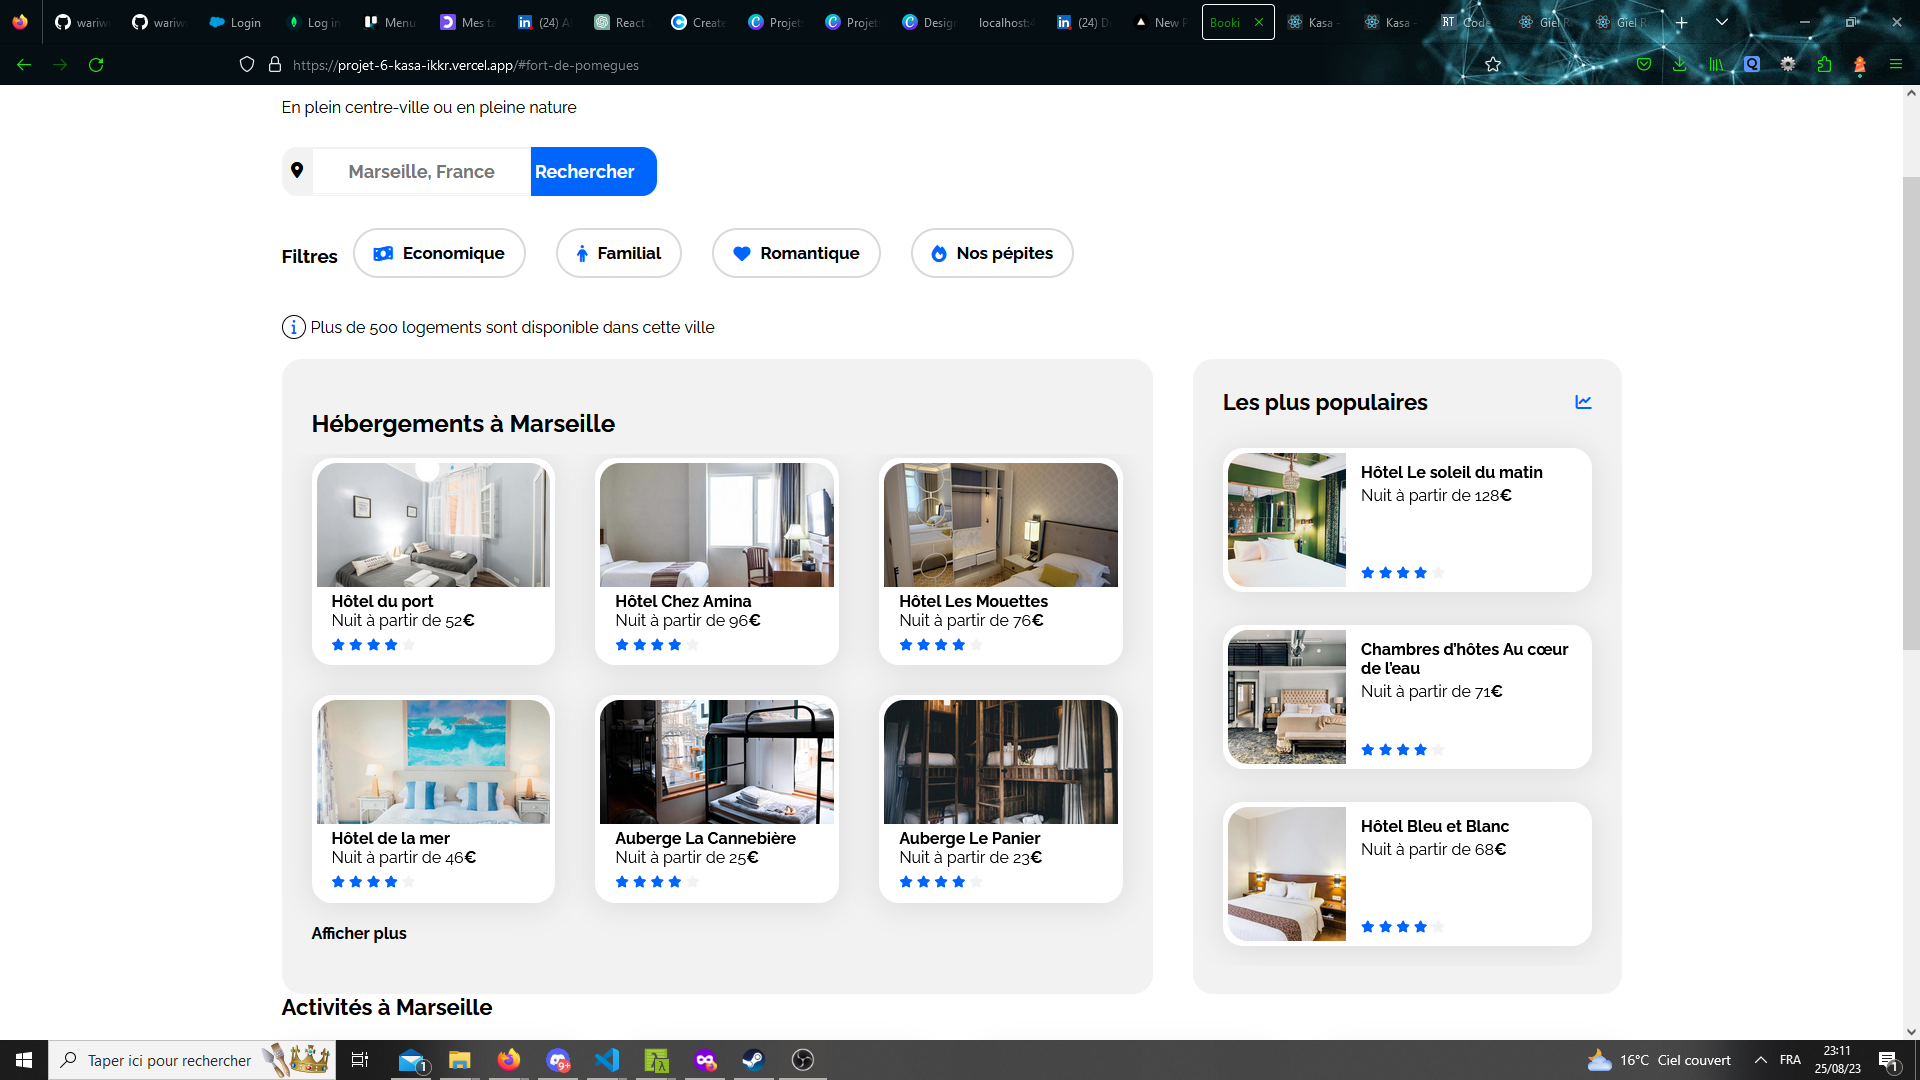 wariw
wariw
Login
Log in
Menu
Mes ta
(24) A
React
Create
Projet
Projet
Design
localhost:
(24) D
New P
Booki
Kasa -
Kasa -
Code
Giel R
Giel R
https://projet-6-kasa-ikkr.vercel.app/#fort-de-pomegues
En plein centre-ville ou en pleine nature
Marseille, France
Rechercher
Filtres
Economique
Familial
Romantique
Nos pépites
Plus de 500 logements sont disponible dans cette ville
Hébergements à Marseille
Hôtel du port
Nuit à partir de 52€
Hôtel Chez Amina
Nuit à partir de 96€
Hôtel Les Mouettes
Nuit à partir de 76€
Hôtel de la mer
Nuit à partir de 46€
Auberge La Cannebière
Nuit à partir de 25€
Auberge Le Panier
Nuit à partir de 23€
Afficher plus
Les plus populaires
Hôtel Le soleil du matin
Nuit à partir de 128€
Chambres d’hôtes Au cœur
de l’eau
Nuit à partir de 71€
Hôtel Bleu et Blanc
Nuit à partir de 68€
Activités à Marseille
Taper ici pour rechercher
1
9+
16°C Ciel couvert
FRA
23:11
25/08/23
1